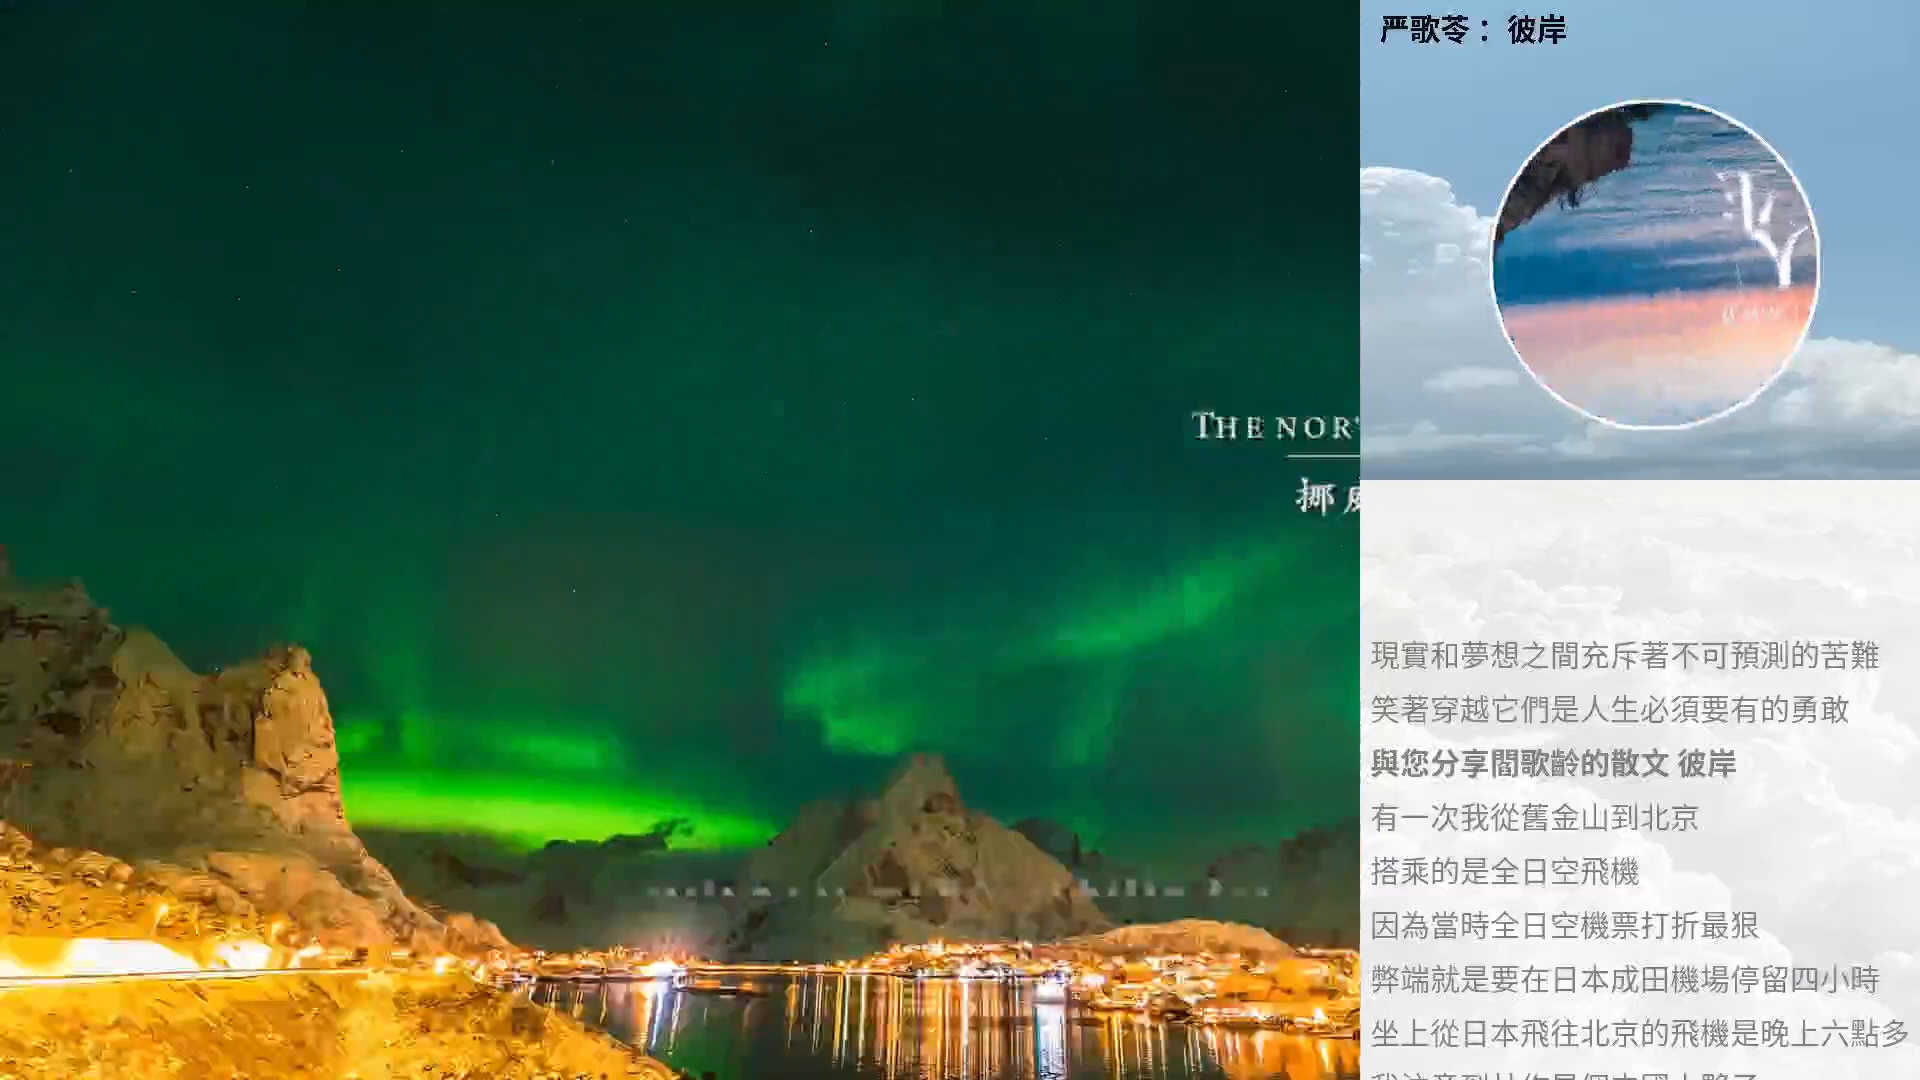 严歌苓：彼岸
THE NOR
挪
現實和夢想之間充斥著不可預測的苦難
笑著穿越它們是人生必須要有的勇敢
與您分享閻歌齡的散文 彼岸
有一次我從舊金山到北京
搭乘的是全日空飛機
因為當時全日空機票打折最狠
弊端就是要在日本成田機場停留四小時
坐上從日本飛往北京的飛機是晚上六點多